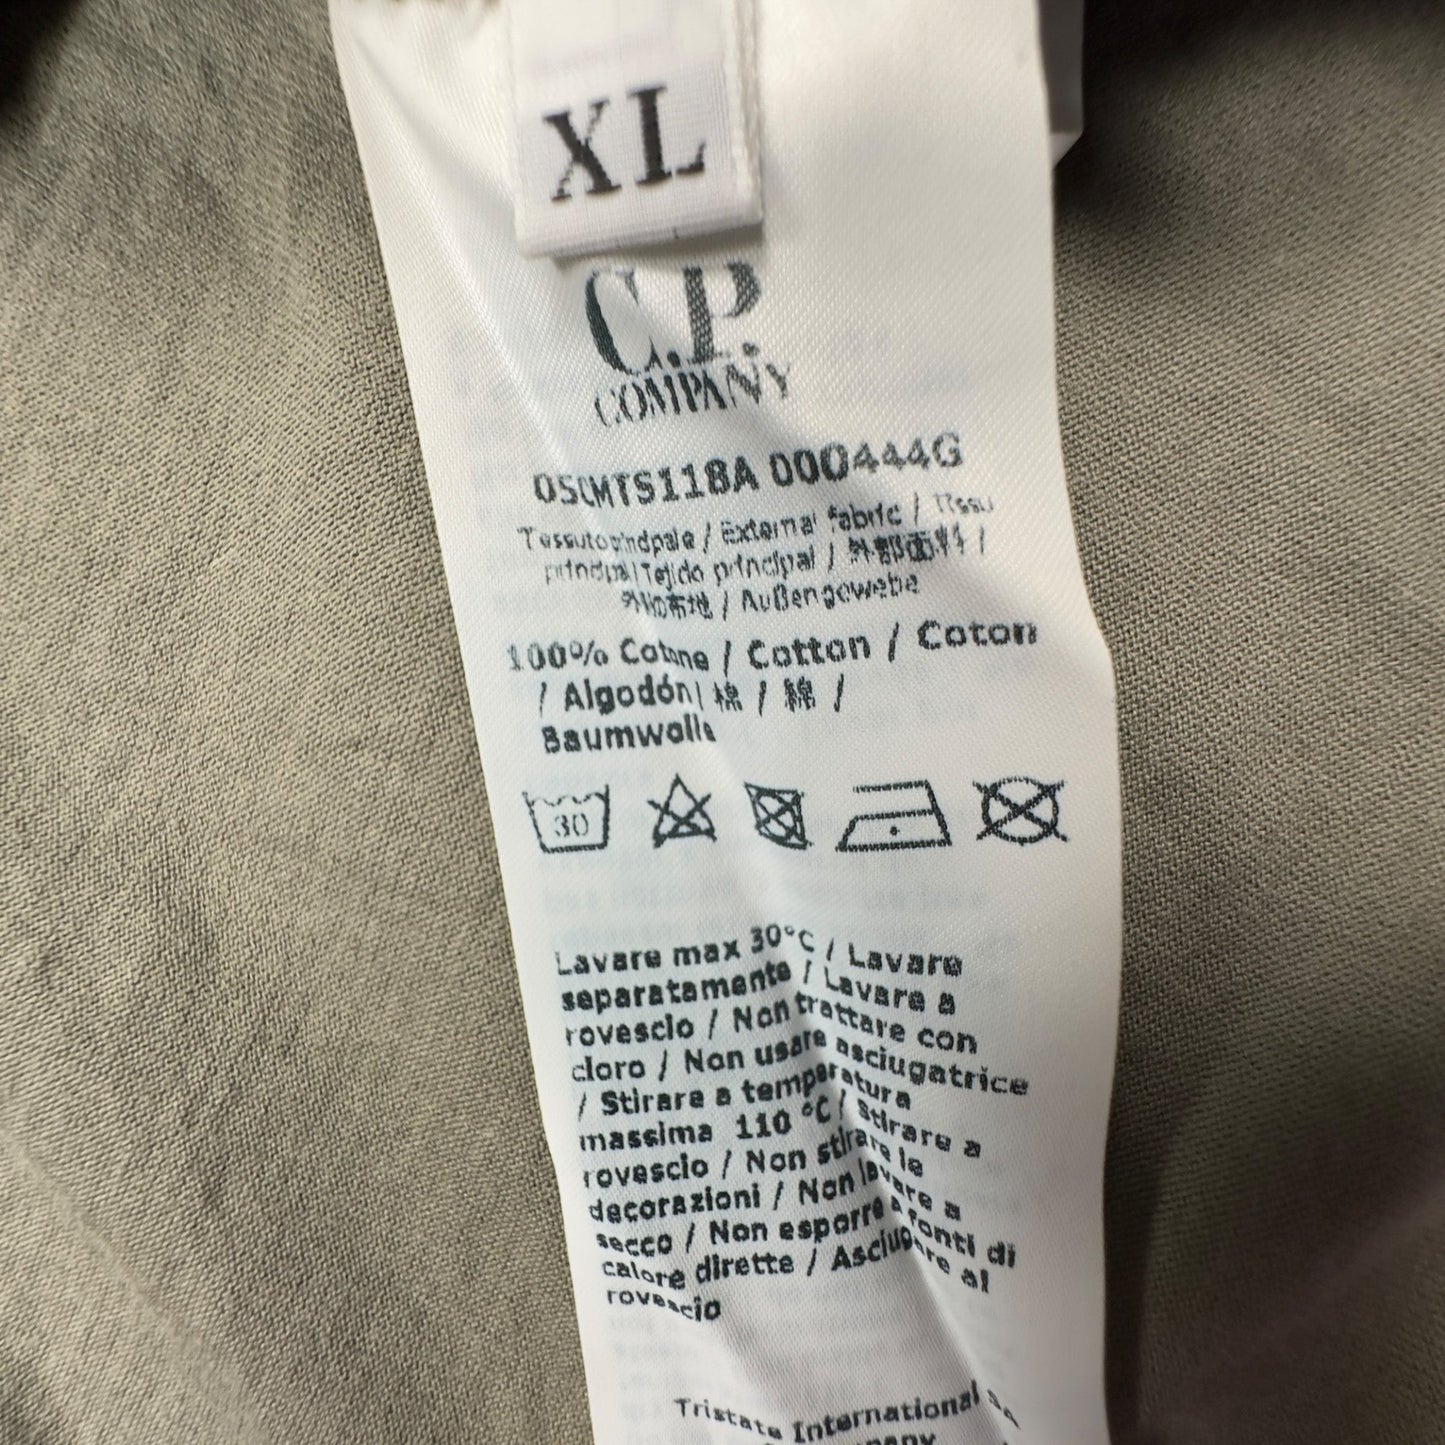 XL
C.P.
COMPANY
05CMTS118A 000444G
Tessuto principale / External fabric / Tissu
principal / Tejido principal / 外部面料 /
外側布地 / Außengewebe
100% Cotone / Cotton / Coton
/ Algodón / 棉 / 綿 /
Baumwolle
30
Lavare max 30°C / Lavare
separatamente / Lavare a
rovescio / Non trattare con
cloro / Non usare asciugatrice
/ Stirare a temperatura
massima 110 °C / Stirare a
rovescio / Non stirare le
decorazioni / Non lavare a
secco / Non esporre a fonti di
calore dirette / Asciugare al
rovescio
Tristate International SA